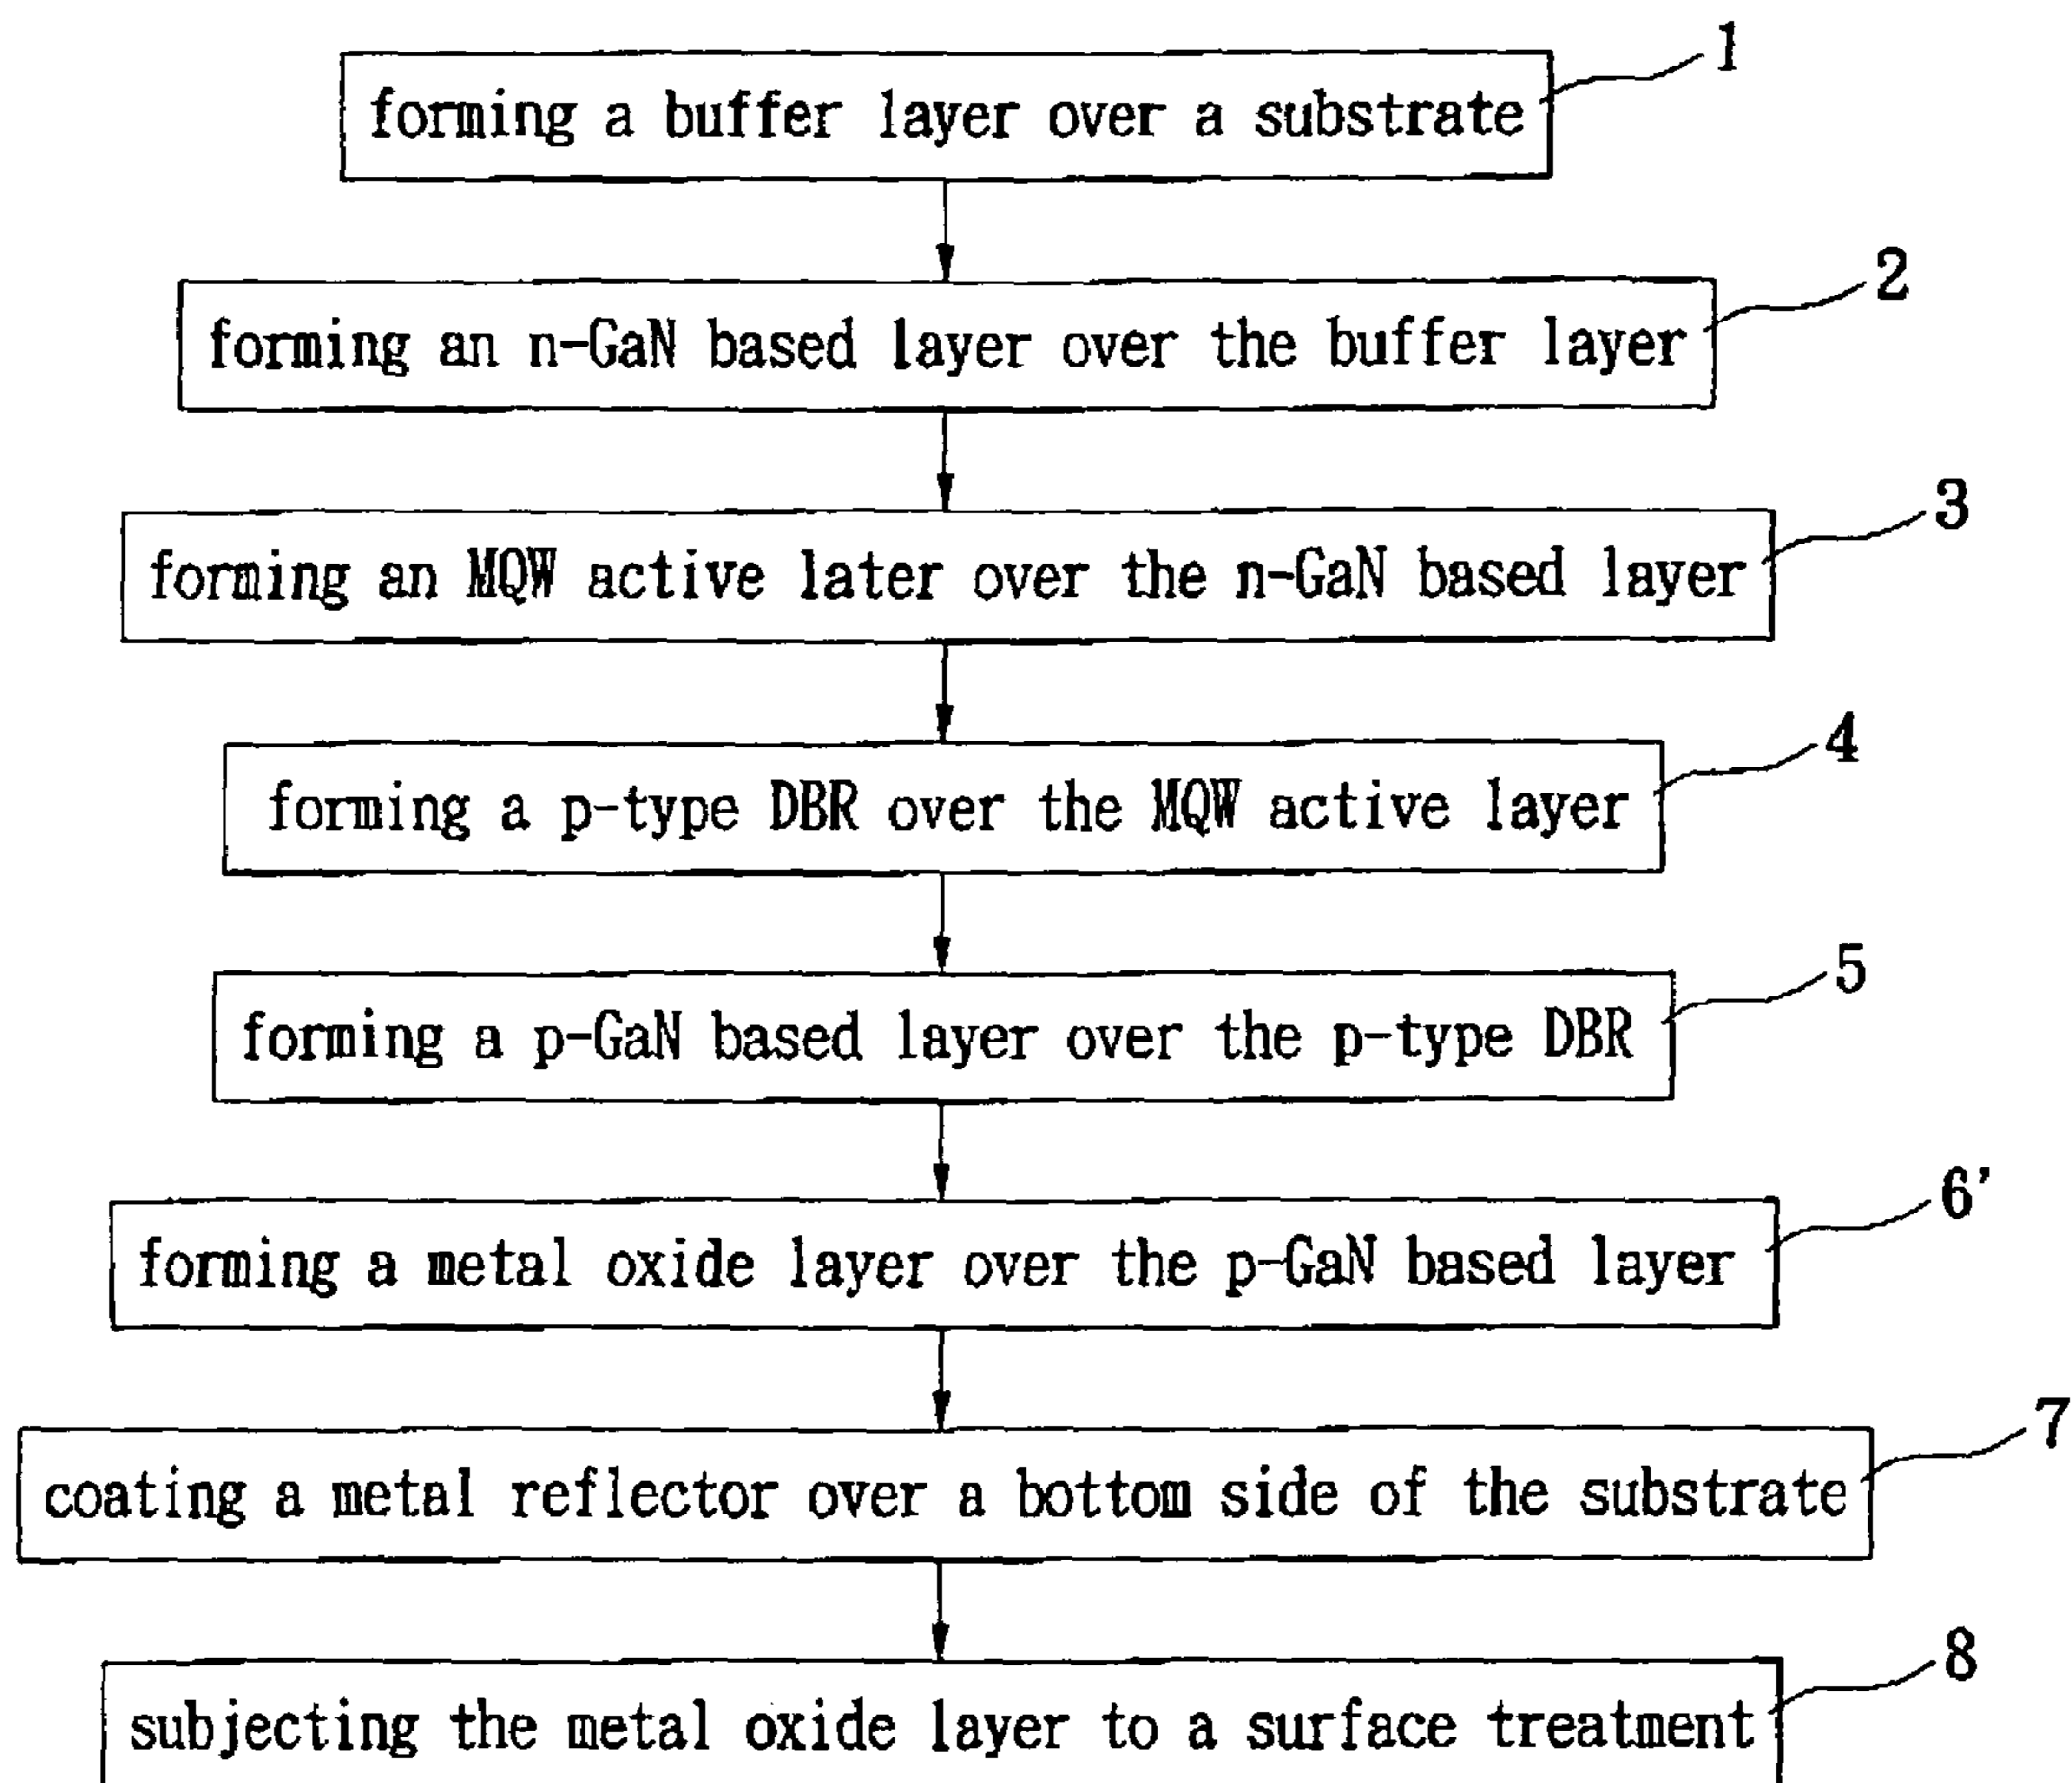 1
forming a buffer layer over a substrate
2
forming an n-GaN based layer over the buffer layer
3
forming an MQW active later over the n-GaN based layer
4
forming a p-type DBR over the MQW active layer
5
forming a p-GaN based layer over the p-type DBR
6'
forming a metal oxide layer over the p-GaN based layer
7
coating a metal reflector over a bottom side of the substrate
8
subjecting the metal oxide layer to a surface treatment